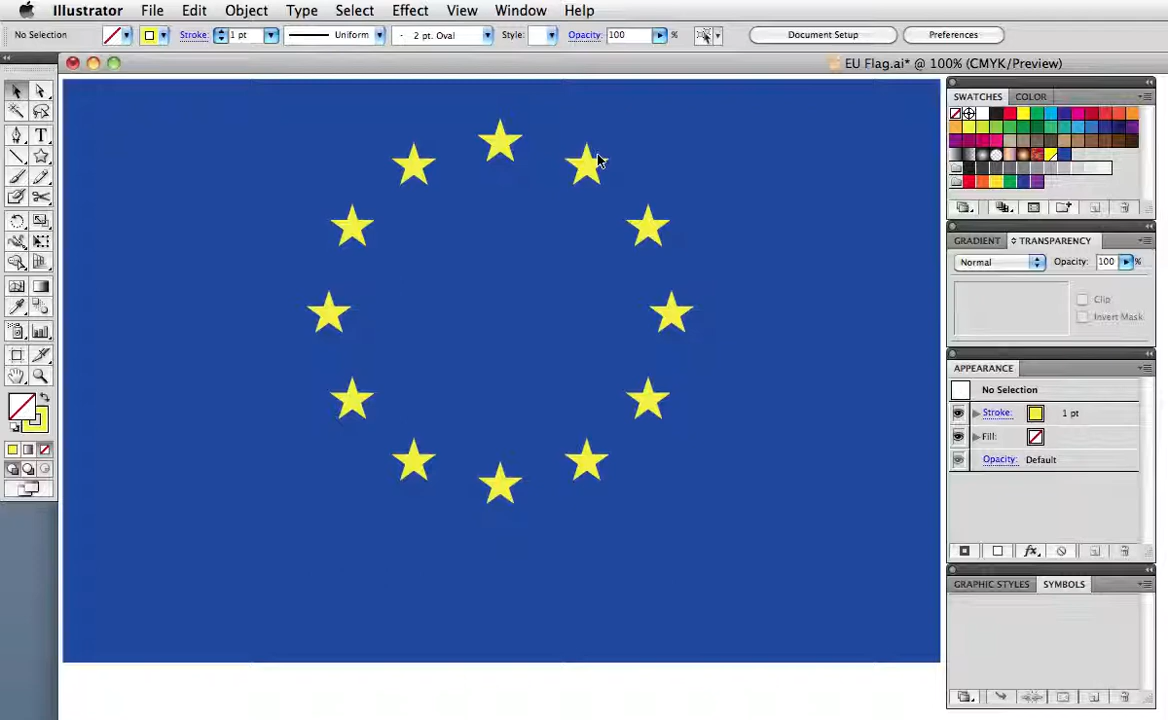 Illustrator File Edit Object Type Select Effect View Window Help
No Selection Stroke: 1 pt Uniform 2 pt. Oval Style: Opacity: 100 % Document Setup Preferences
EU Flag.ai* @ 100% (CMYK/Preview)
SWATCHES COLOR
GRADIENT TRANSPARENCY
Normal Opacity: 100 %
Clip
Invert Mask
APPEARANCE
No Selection
Stroke: 1 pt
Fill:
Opacity: Default
fx
GRAPHIC STYLES SYMBOLS
T